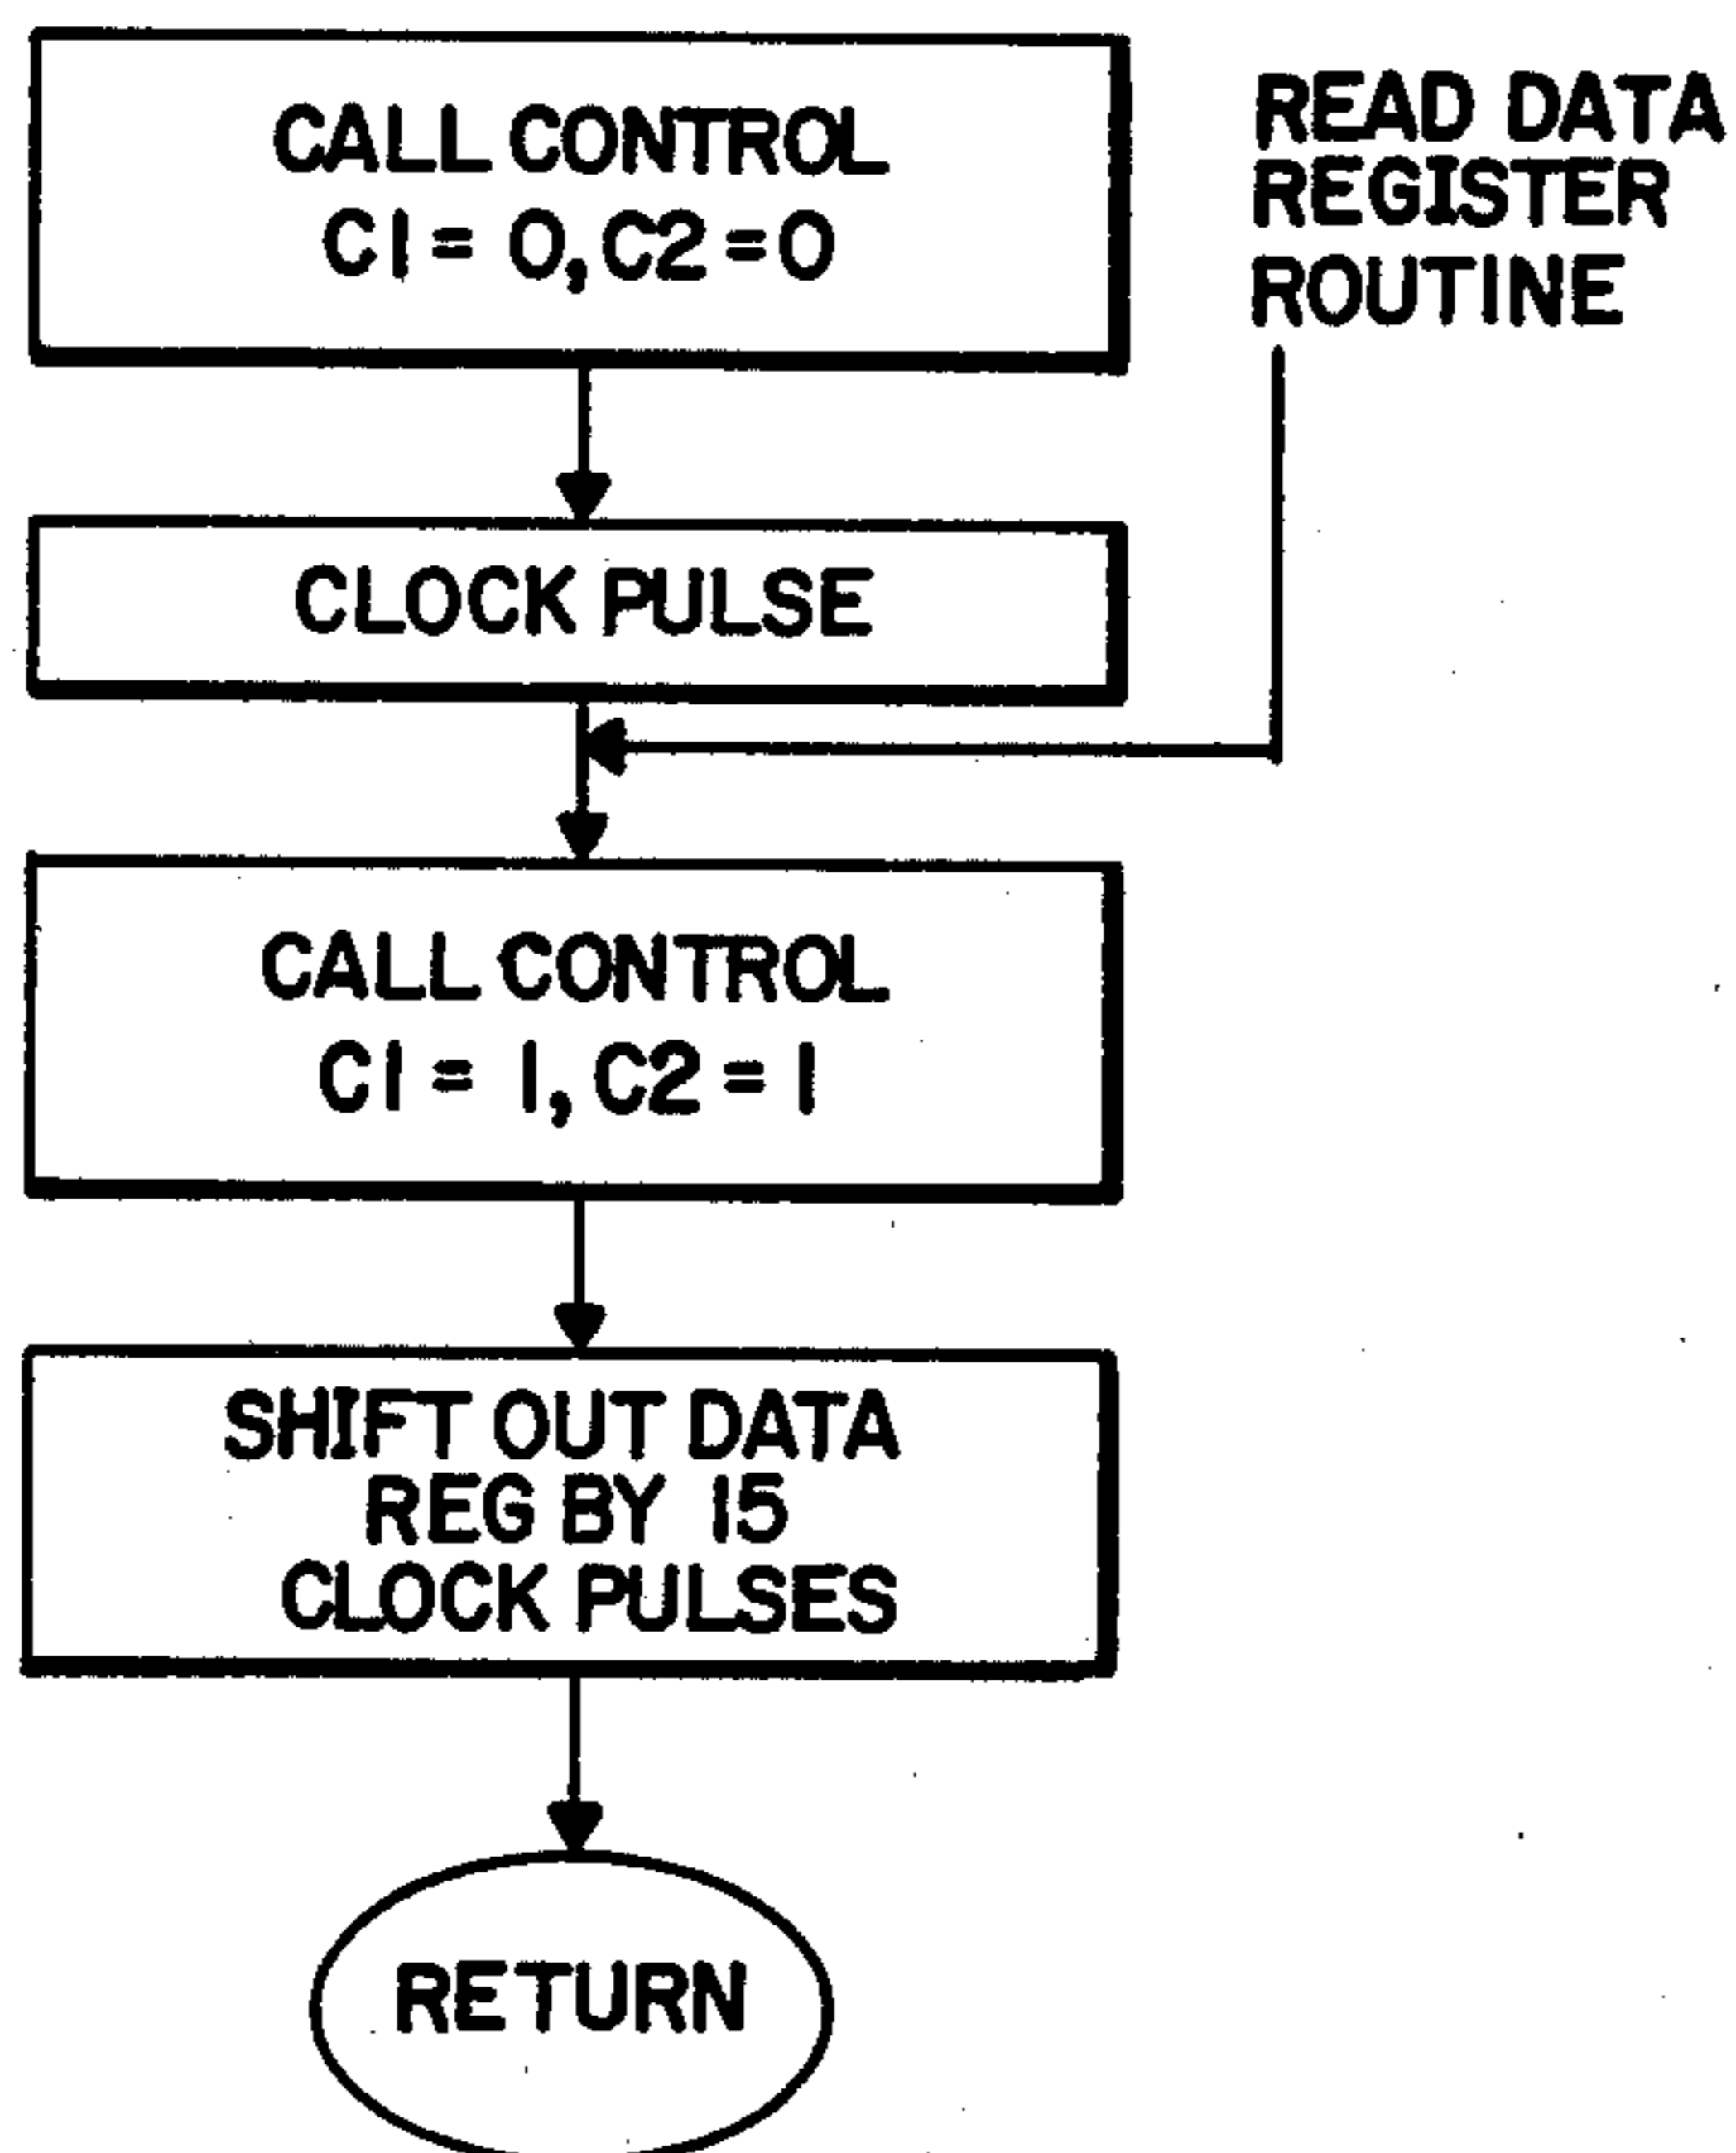 CALL CONTROL
C1 = 0, C2 = 0
READ DATA
REGISTER
ROUTINE
CLOCK PULSE
CALL CONTROL
C1 = 1, C2 = 1
SHIFT OUT DATA
REG BY 15
CLOCK PULSES
RETURN